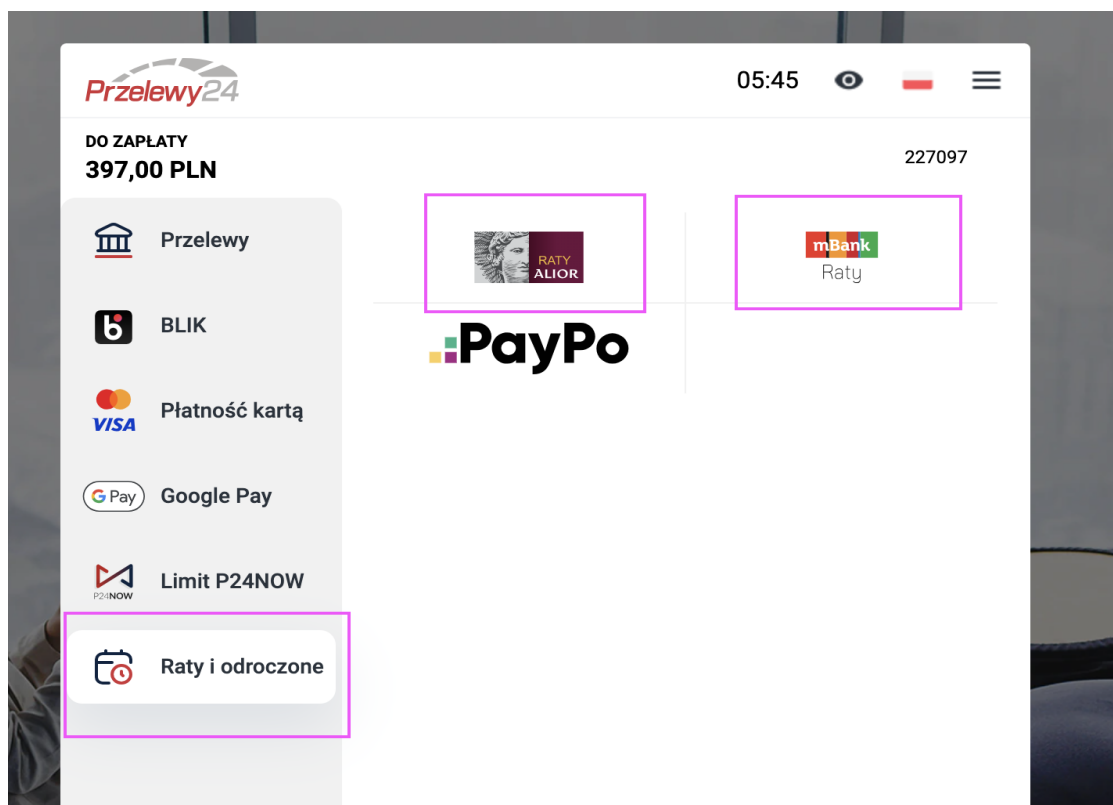 Przelewy24
05:45
DO ZAPŁATY
397,00 PLN
227097
Przelewy
BLIK
VISA
Płatność kartą
G Pay
Google Pay
P24NOW
Limit P24NOW
Raty i odroczone
RATY
ALIOR
mBank
Raty
PayPo